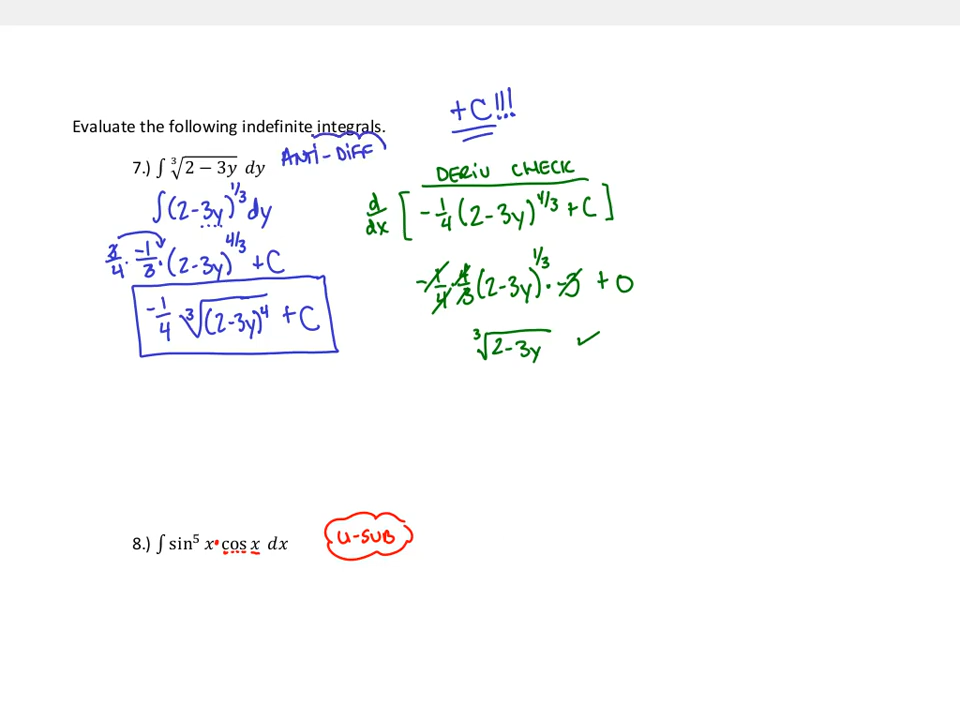 Evaluate the following indefinite integrals.
+C!!!
7.) ∫ ∛(2 − 3y) dy
ANTI-DIFF
∫(2-3y)^(1/3) dy
3/4 · -1/3 · (2-3y)^(4/3) + C
-1/4 ∛((2-3y)^4) + C
DERIV CHECK
d/dx [ -1/4 (2-3y)^(4/3) + C ]
-1/4 · 4/3 (2-3y)^(1/3) · -3 + 0
∛(2-3y) ✓
8.) ∫ sin⁵ x · cos x dx
U-SUB